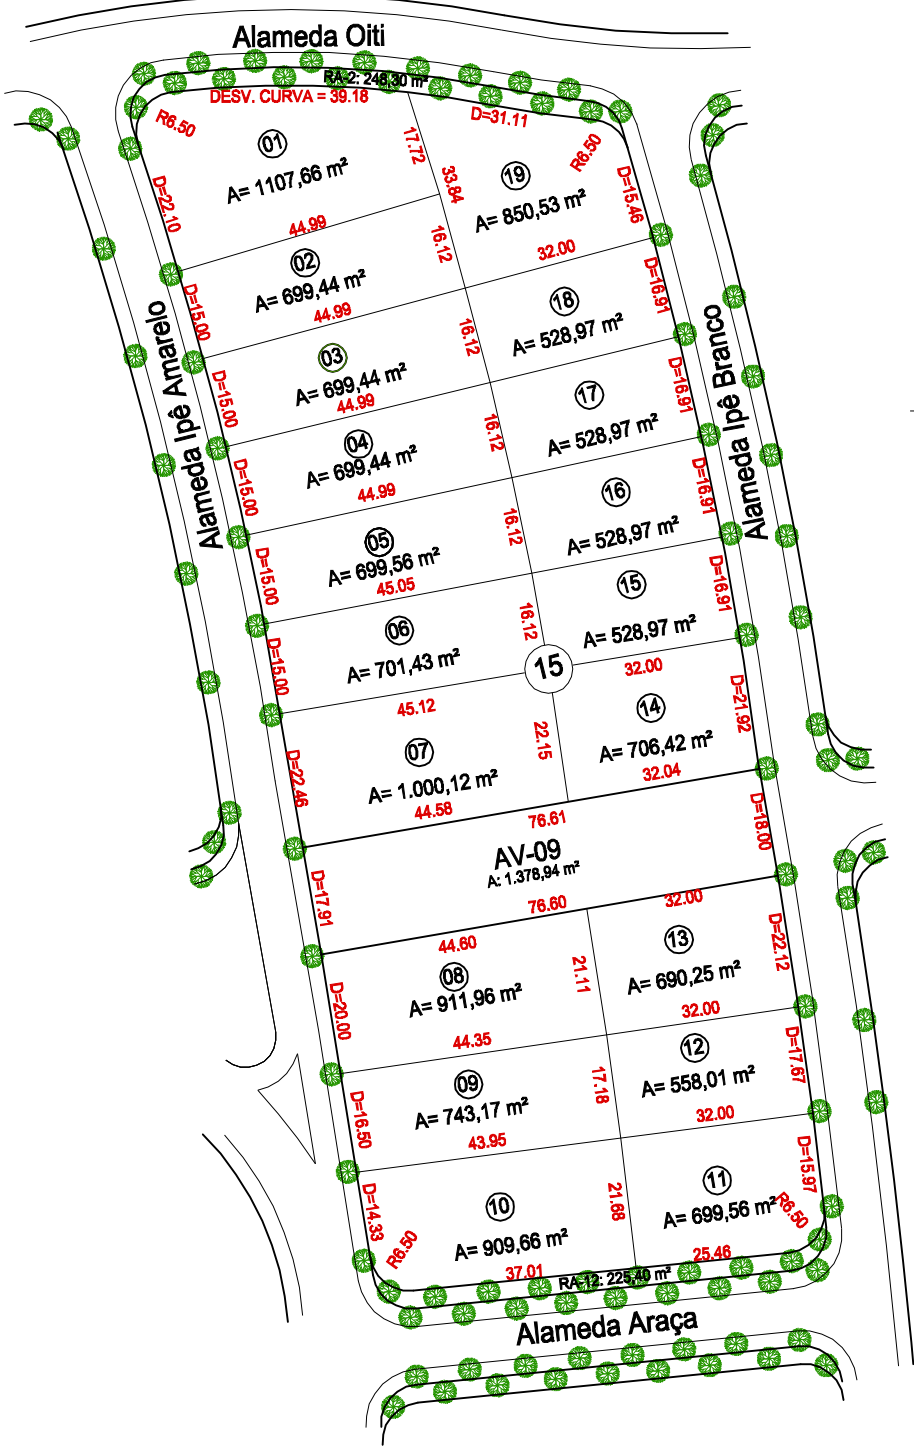 Alameda Oiti
RA-2: 248,30 m²
DESV. CURVA = 39.18
D=31.11
R6.50
R6.50
01
A= 1107,66 m²
17.72
33.84
19
A= 850,53 m²
D=22.10
D=15.46
44.99
16.12
32.00
02
A= 699,44 m²
D=15.00
44.99
18
A= 528,97 m²
D=16.91
Alameda Ipê Amarelo
Alameda Ipê Branco
03
A= 699,44 m²
D=15.00
44.99
16.12
17
A= 528,97 m²
D=16.91
04
A= 699,44 m²
D=15.00
44.99
16.12
16
A= 528,97 m²
D=16.91
05
A= 699,56 m²
D=15.00
45.05
16.12
15
A= 528,97 m²
D=16.91
06
A= 701,43 m²
D=15.00
45.12
16.12
15
32.00
14
A= 706,42 m²
D=21.92
32.04
07
A= 1.000,12 m²
D=22.46
44.58
22.15
76.61
D=18.00
AV-09
A: 1.378,94 m²
D=17.91
76.60
32.00
44.60
08
A= 911,96 m²
D=20.00
44.35
21.11
13
A= 690,25 m²
D=22.12
32.00
09
A= 743,17 m²
D=16.50
43.95
17.18
12
A= 558,01 m²
D=17.67
32.00
10
A= 909,66 m²
D=14.33
R6.50
37.01
21.68
11
A= 699,56 m²
D=15.97
R6.50
25.46
RA-12: 225,40 m²
Alameda Araça